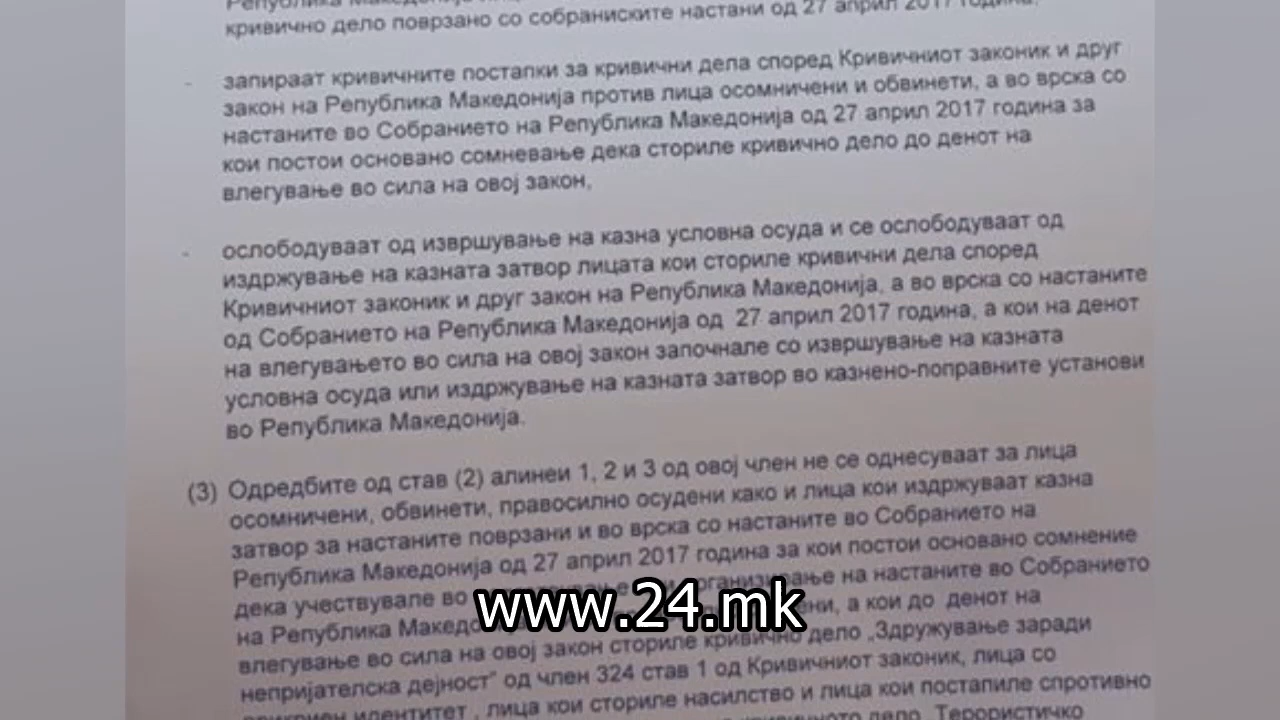 Република Македонија
кривично дело поврзано со собраниските настани од 27 април 2017 година,
- запираат кривичните постапки за кривични дела според Кривичниот законик и друг
закон на Република Македонија против лица осомничени и обвинети, а во врска со
настаните во Собранието на Република Македонија од 27 април 2017 година за
кои постои основано сомневање дека сториле кривично дело до денот на
влегување во сила на овој закон,
- ослободуваат од извршување на казна условна осуда и се ослободуваат од
издржување на казната затвор лицата кои сториле кривични дела според
Кривичниот законик и друг закон на Република Македонија, а во врска со настаните
од Собранието на Република Македонија од 27 април 2017 година, а кои на денот
на влегувањето во сила на овој закон започнале со извршување на казната
условна осуда или издржување на казната затвор во казнено-поправните установи
во Република Македонија.
(3) Одредбите од став (2) алинеи 1, 2 и 3 од овој член не се однесуваат за лица
осомничени, обвинети, правосилно осудени како и лица кои издржуваат казна
затвор за настаните поврзани и во врска со настаните во Собранието на
Република Македонија од 27 април 2017 година за кои постои основано сомнение
дека учествувале во организирање на настаните во Собранието
на Република а кои до денот на
влегување во сила на овој закон сториле кривично дело „Здружување заради
непријателска дејност" од член 324 став 1 од Кривичниот законик, лица со
прикриен идентитет , лица кои сториле насилство и лица кои постапиле спротивно
дело „Терористичко
www.24.mk